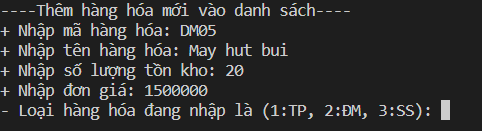 ----Thêm hàng hóa mới vào danh sách----
+ Nhập mã hàng hóa: DM05
+ Nhập tên hàng hóa: May hut bui
+ Nhập số lượng tồn kho: 20
+ Nhập đơn giá: 1500000
- Loại hàng hóa đang nhập là (1:TP, 2:ĐM, 3:SS):